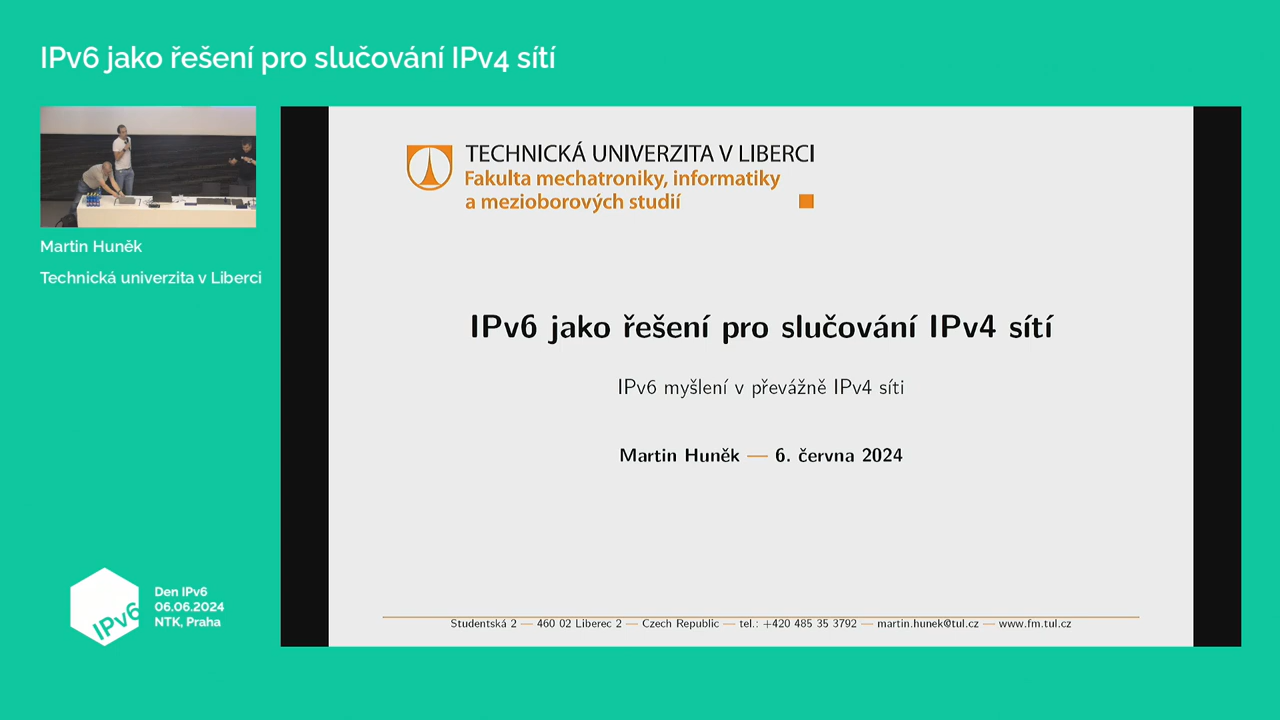 IPv6 jako řešení pro slučování IPv4 sítí
Martin Huněk
Technická univerzita v Liberci
TECHNICKÁ UNIVERZITA V LIBERCI
Fakulta mechatroniky, informatiky
a mezioborových studií
IPv6 jako řešení pro slučování IPv4 sítí
IPv6 myšlení v převážně IPv4 síti
Martin Huněk — 6. června 2024
Studentská 2 — 460 02 Liberec 2 — Czech Republic — tel.: +420 485 35 3792 — martin.hunek@tul.cz — www.fm.tul.cz
IPv6
Den IPv6
06.06.2024
NTK, Praha